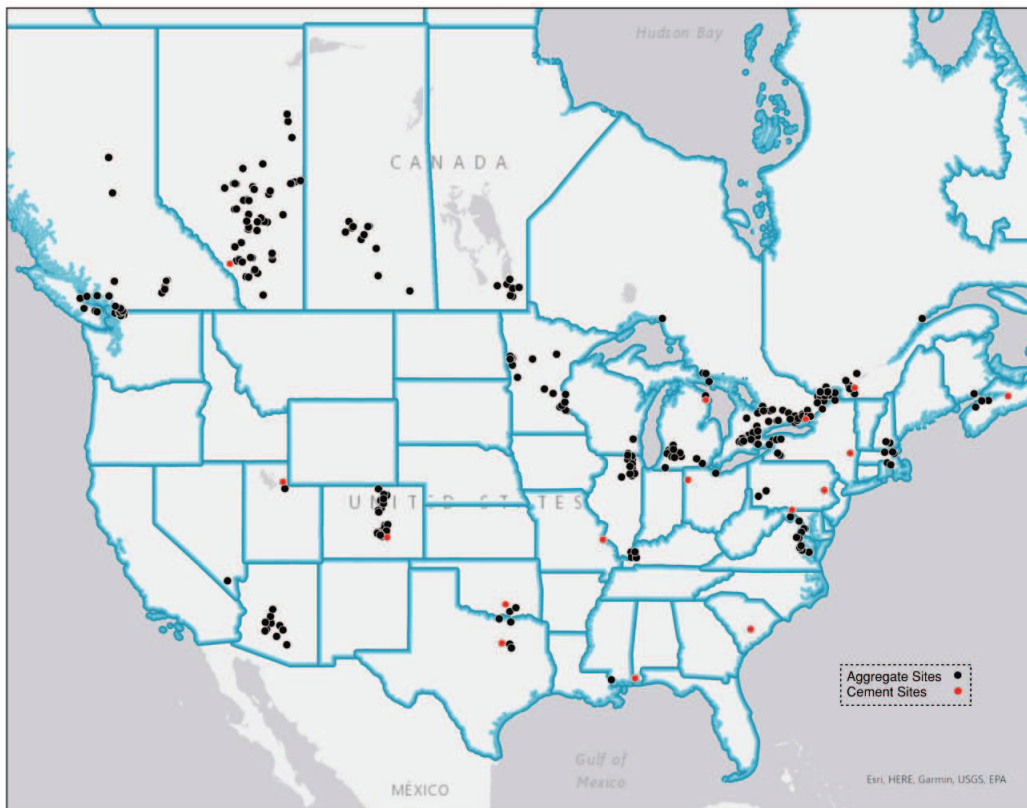 Hudson Bay
CANADA
UNITED STATES
Aggregate Sites
Cement Sites
Gulf of
Mexico
MÉXICO
Esri, HERE, Garmin, USGS, EPA